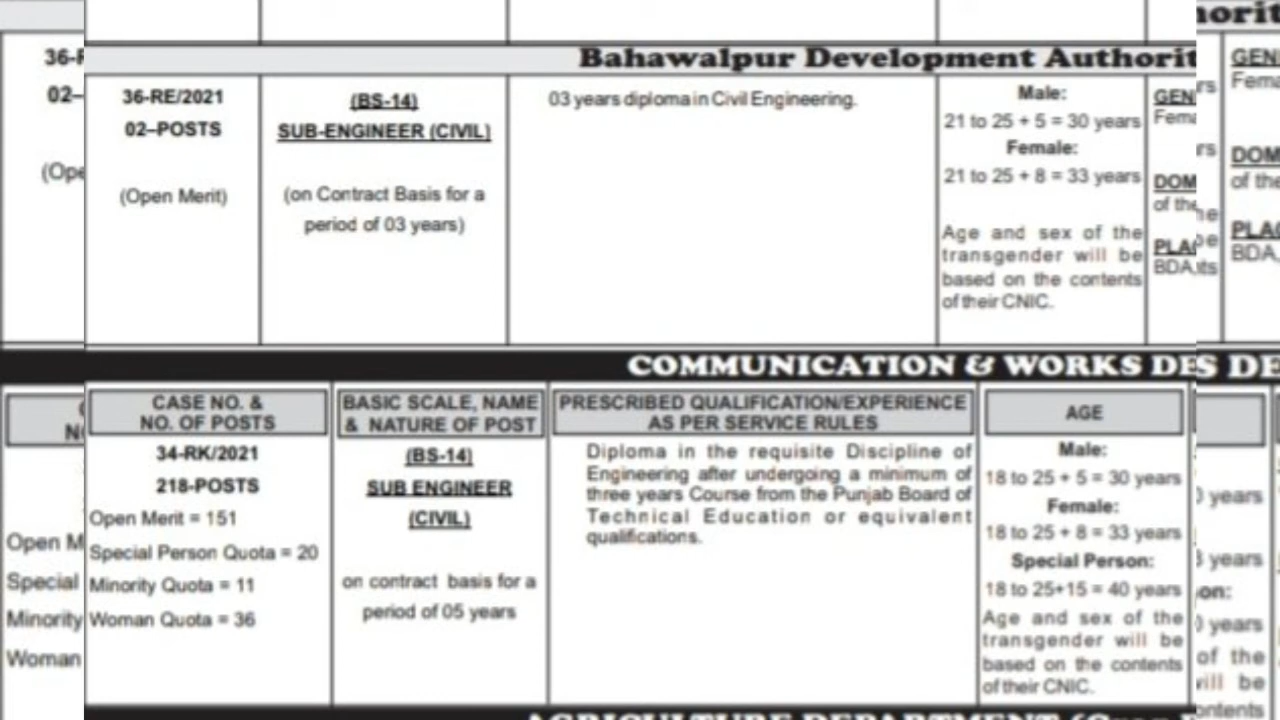 Bahawalpur Development Authorit
36-RE/2021
02–POSTS
(Open Merit)
(BS-14)
SUB-ENGINEER (CIVIL)
(on Contract Basis for a
period of 03 years)
03 years diploma in Civil Engineering.
Male:
21 to 25 + 5 = 30 years
Female:
21 to 25 + 8 = 33 years
Age and sex of the
transgender will be
based on the contents
of their CNIC.
GEN
Fema
DOM
of the
PLA
BDA,
COMMUNICATION & WORKS DE
CASE NO. &
NO. OF POSTS
BASIC SCALE, NAME
& NATURE OF POST
PRESCRIBED QUALIFICATION/EXPERIENCE
AS PER SERVICE RULES
AGE
34-RK/2021
218-POSTS
Open Merit = 151
Special Person Quota = 20
Minority Quota = 11
Woman Quota = 36
(BS-14)
SUB ENGINEER
(CIVIL)
on contract basis for a
period of 05 years
Diploma in the requisite Discipline of
Engineering after undergoing a minimum of
three years Course from the Punjab Board of
Technical Education or equivalent
qualifications.
Male:
18 to 25 + 5 = 30 years
Female:
18 to 25 + 8 = 33 years
Special Person:
18 to 25+15 = 40 years
Age and sex of the
transgender will be
based on the contents
of their CNIC.